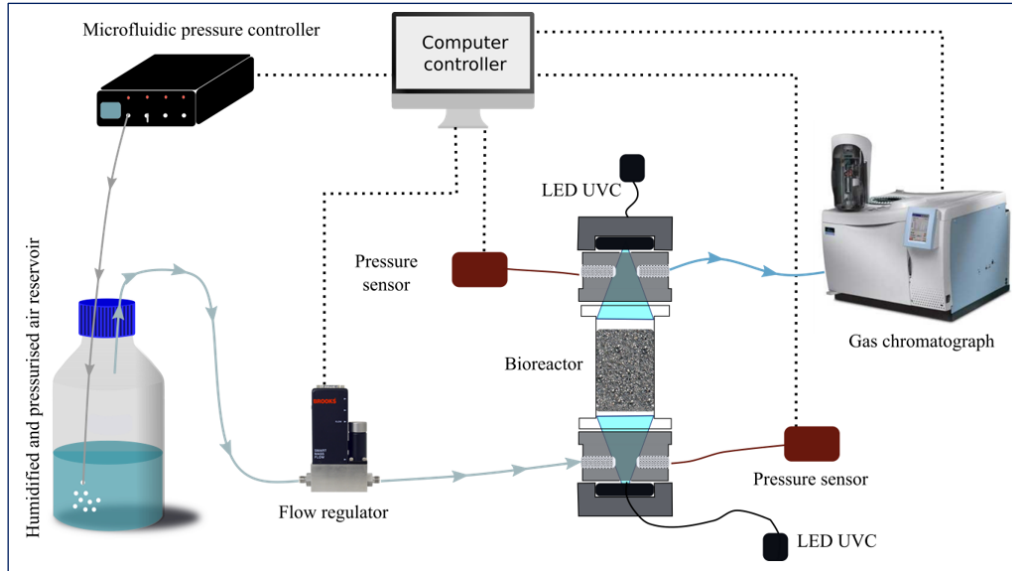 Microfluidic pressure controller
Computer
controller
LED UVC
Pressure
sensor
Humidified and pressurised air reservoir
Gas chromatograph
Bioreactor
BROOKS
Flow regulator
Pressure sensor
LED UVC